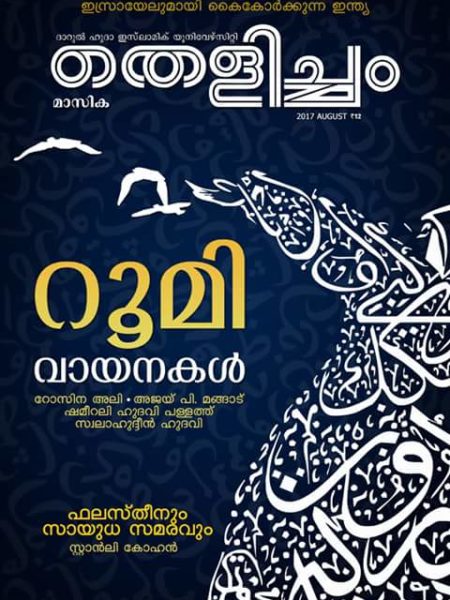 ഇസ്രായേലുമായി കൈകോർക്കുന്ന ഇന്ത്യ
ദാറുൽ ഹുദാ ഇസ്‌ലാമിക് യൂനിവേഴ്‌സിറ്റി
തെളിച്ചം
മാസിക
2017 AUGUST ₹12
റൂമി
വായനകൾ
റോസിന അലി • അജയ് പി. മങ്ങാട്
ഷമീറലി ഹുദവി പള്ളത്ത്
സ്വലാഹുദ്ദീൻ ഹുദവി
ഫലസ്തീനും
സായുധ സമരവും
സ്റ്റാൻലി കോഹൻ